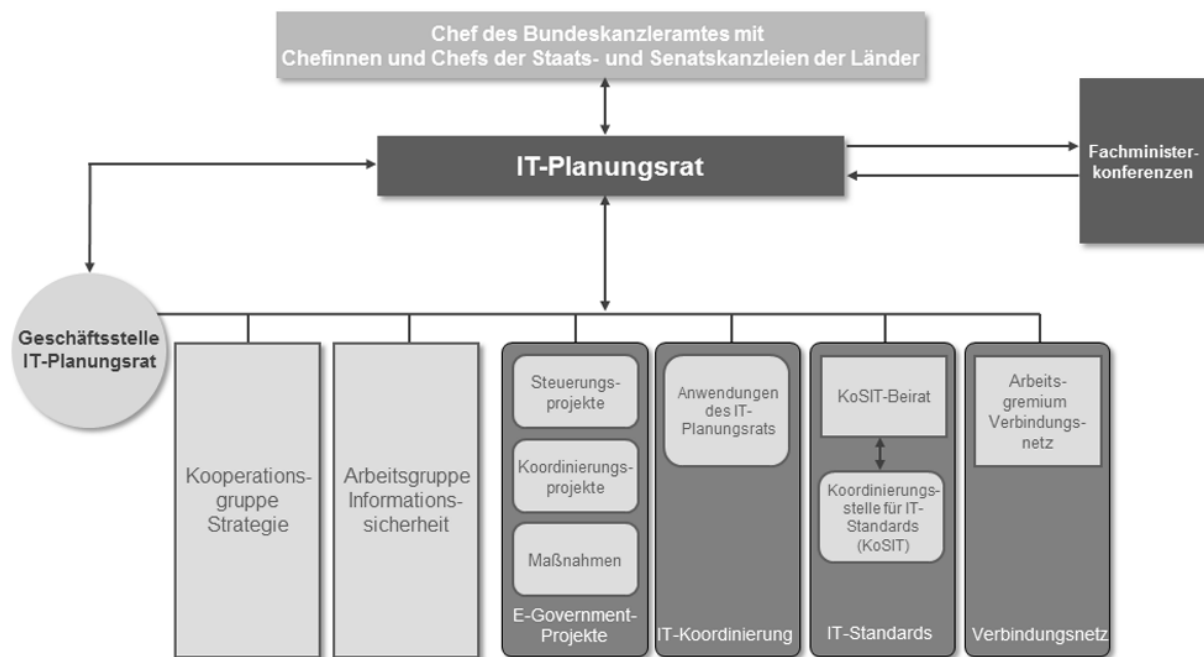 Chef des Bundeskanzleramtes mit
Chefinnen und Chefs der Staats- und Senatskanzleien der Länder
IT-Planungsrat
Fachminister-
konferenzen
Geschäftsstelle
IT-Planungsrat
Kooperations-
gruppe
Strategie
Arbeitsgruppe
Informations-
sicherheit
Steuerungs-
projekte
Koordinierungs-
projekte
Maßnahmen
E-Government-
Projekte
Anwendungen
des IT-
Planungsrats
IT-Koordinierung
KoSIT-Beirat
Koordinierungs-
stelle für IT-
Standards
(KoSIT)
IT-Standards
Arbeits-
gremium
Verbindungs-
netz
Verbindungsnetz